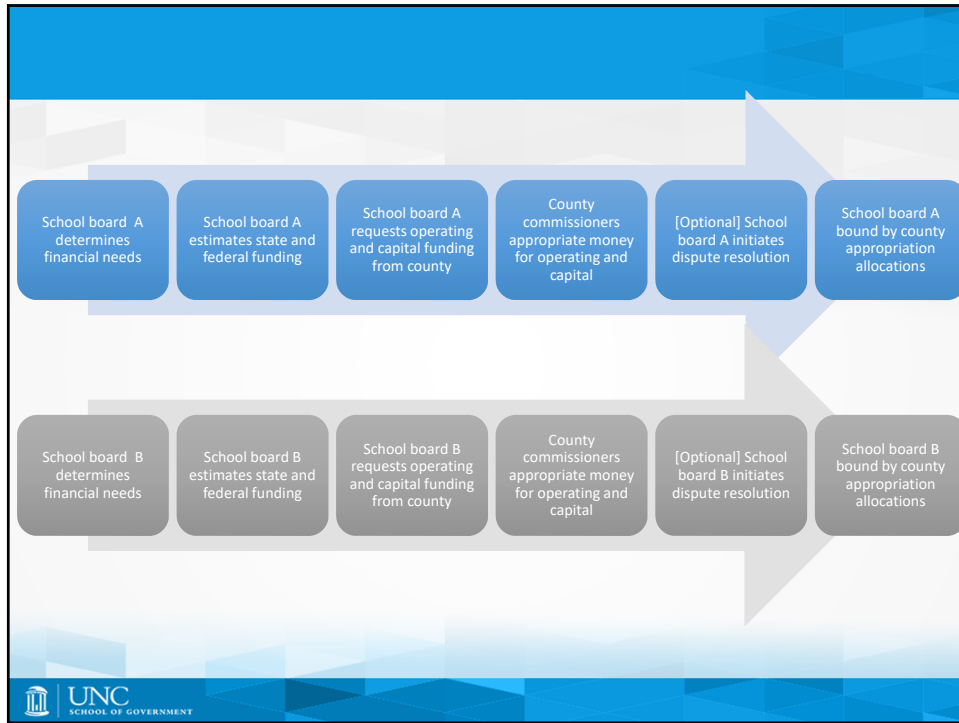 School board A
determines
financial needs
School board A
estimates state and
federal funding
School board A
requests operating
and capital funding
from county
County
commissioners
appropriate money
for operating and
capital
[Optional] School
board A initiates
dispute resolution
School board A
bound by county
appropriation
allocations
School board B
determines
financial needs
School board B
estimates state and
federal funding
School board B
requests operating
and capital funding
from county
County
commissioners
appropriate money
for operating and
capital
[Optional] School
board B initiates
dispute resolution
School board B
bound by county
appropriation
allocations
UNC
SCHOOL OF GOVERNMENT